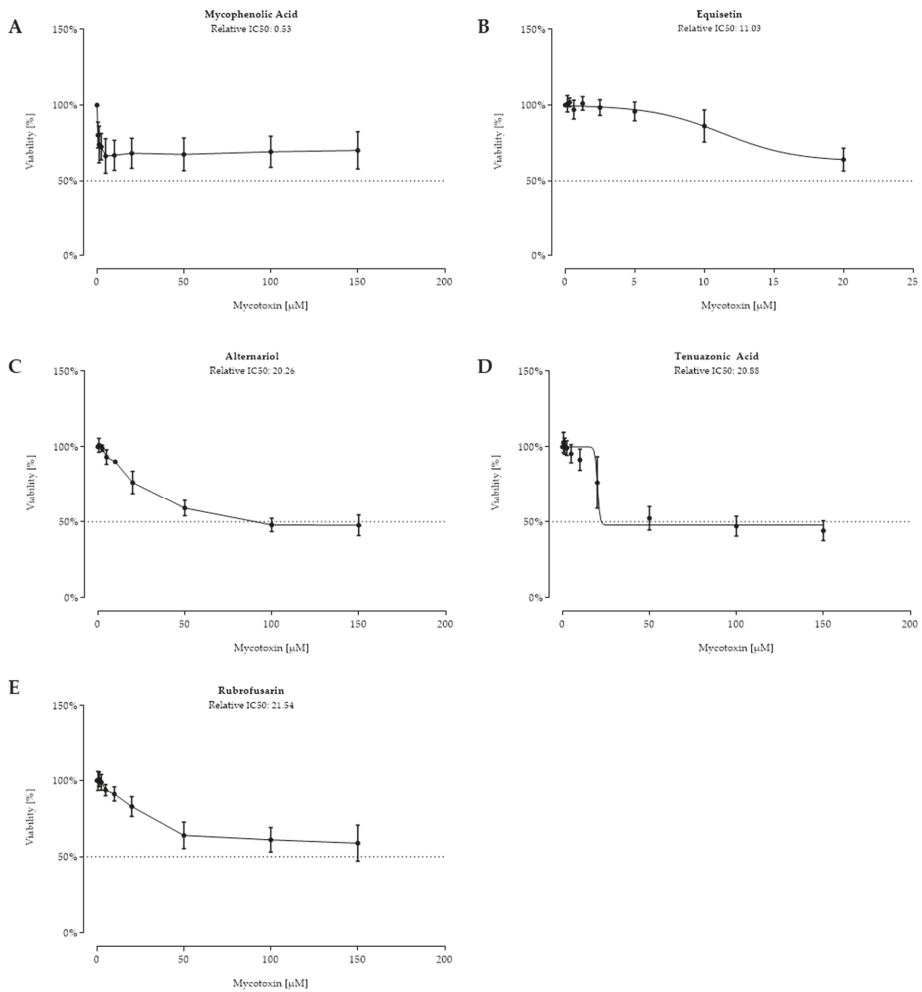 A
Mycophenolic Acid
Relative IC50: 0.53
150%
100%
50%
0%
Viability [%]
0 50 100 150 200
Mycotoxin [µM]
B
Equisetin
Relative IC50: 11.03
150%
100%
50%
0%
Viability [%]
0 5 10 15 20 25
Mycotoxin [µM]
C
Alternariol
Relative IC50: 20.26
150%
100%
50%
0%
Viability [%]
0 50 100 150 200
Mycotoxin [µM]
D
Tenuazonic Acid
Relative IC50: 20.88
150%
100%
50%
0%
Viability [%]
0 50 100 150 200
Mycotoxin [µM]
E
Rubrofusarin
Relative IC50: 21.54
150%
100%
50%
0%
Viability [%]
0 50 100 150 200
Mycotoxin [µM]